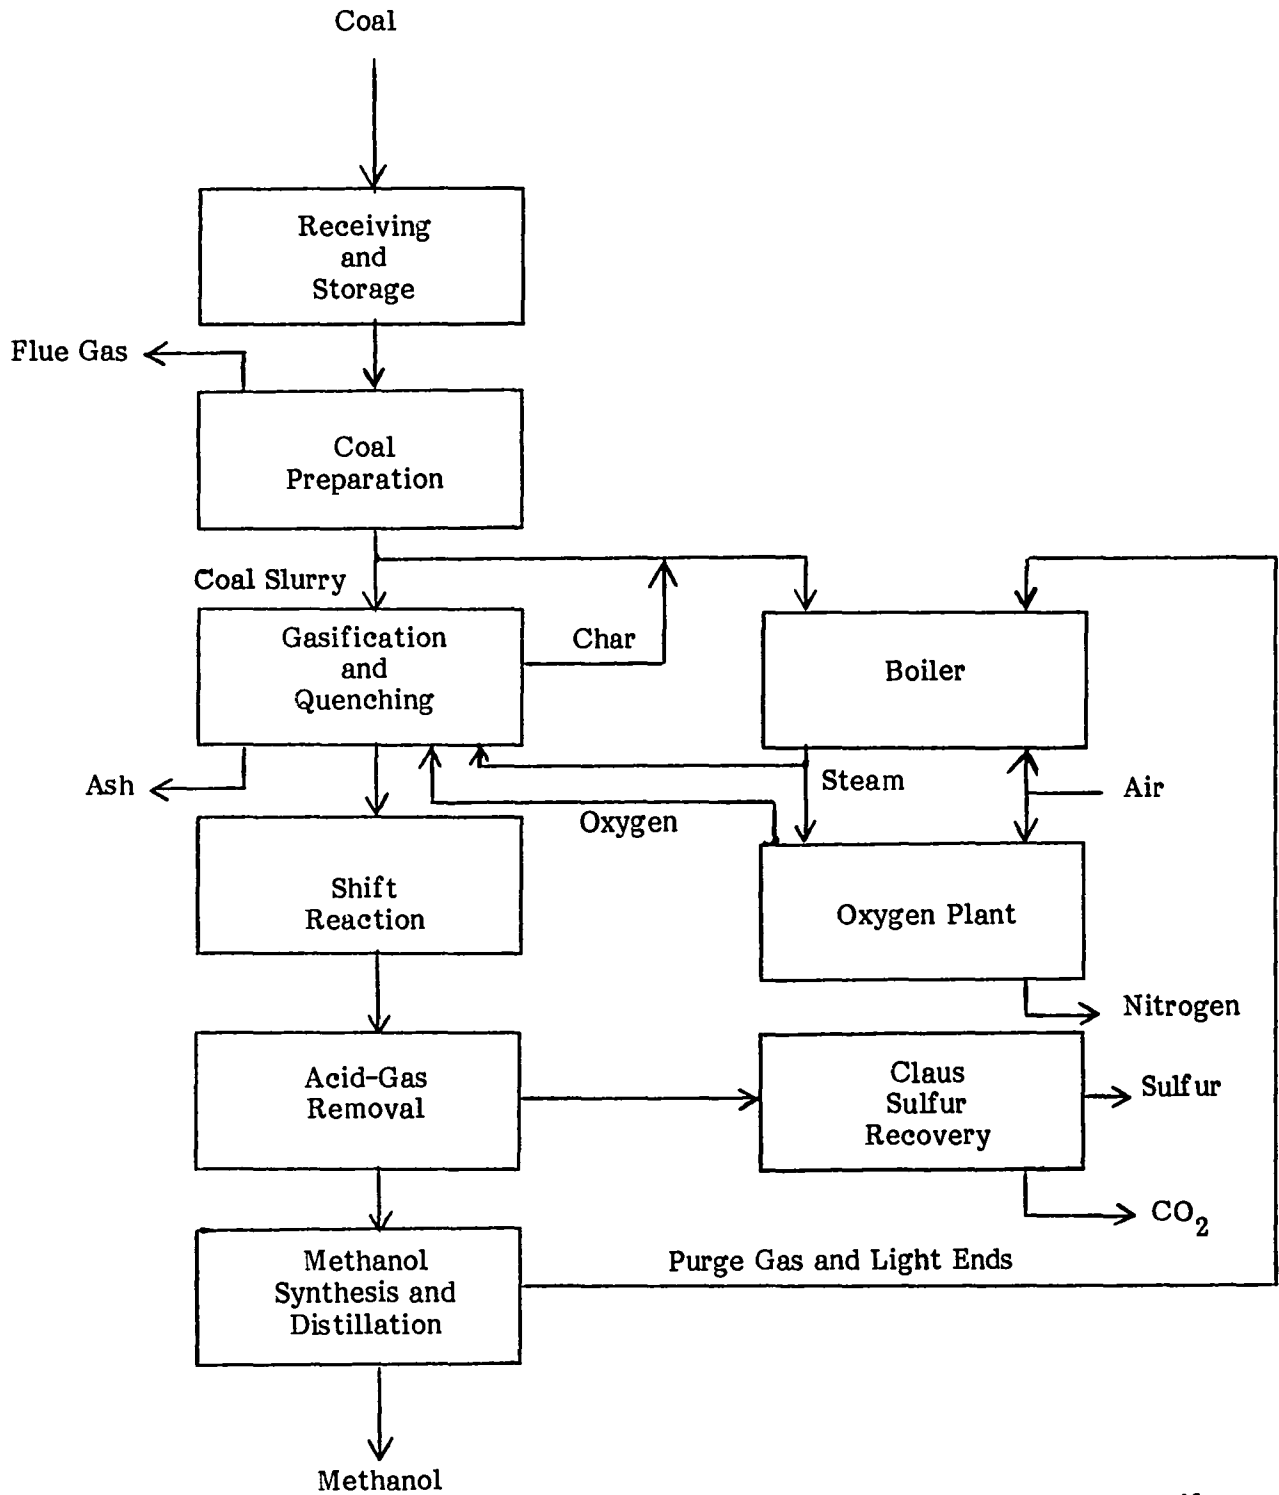 Coal
Receiving
and
Storage
Flue Gas
Coal
Preparation
Coal Slurry
Gasification
and
Quenching
Char
Boiler
Ash
Steam
Air
Oxygen
Shift
Reaction
Oxygen Plant
Nitrogen
Acid-Gas
Removal
Claus
Sulfur
Recovery
Sulfur
CO2
Methanol
Synthesis and
Distillation
Purge Gas and Light Ends
Methanol